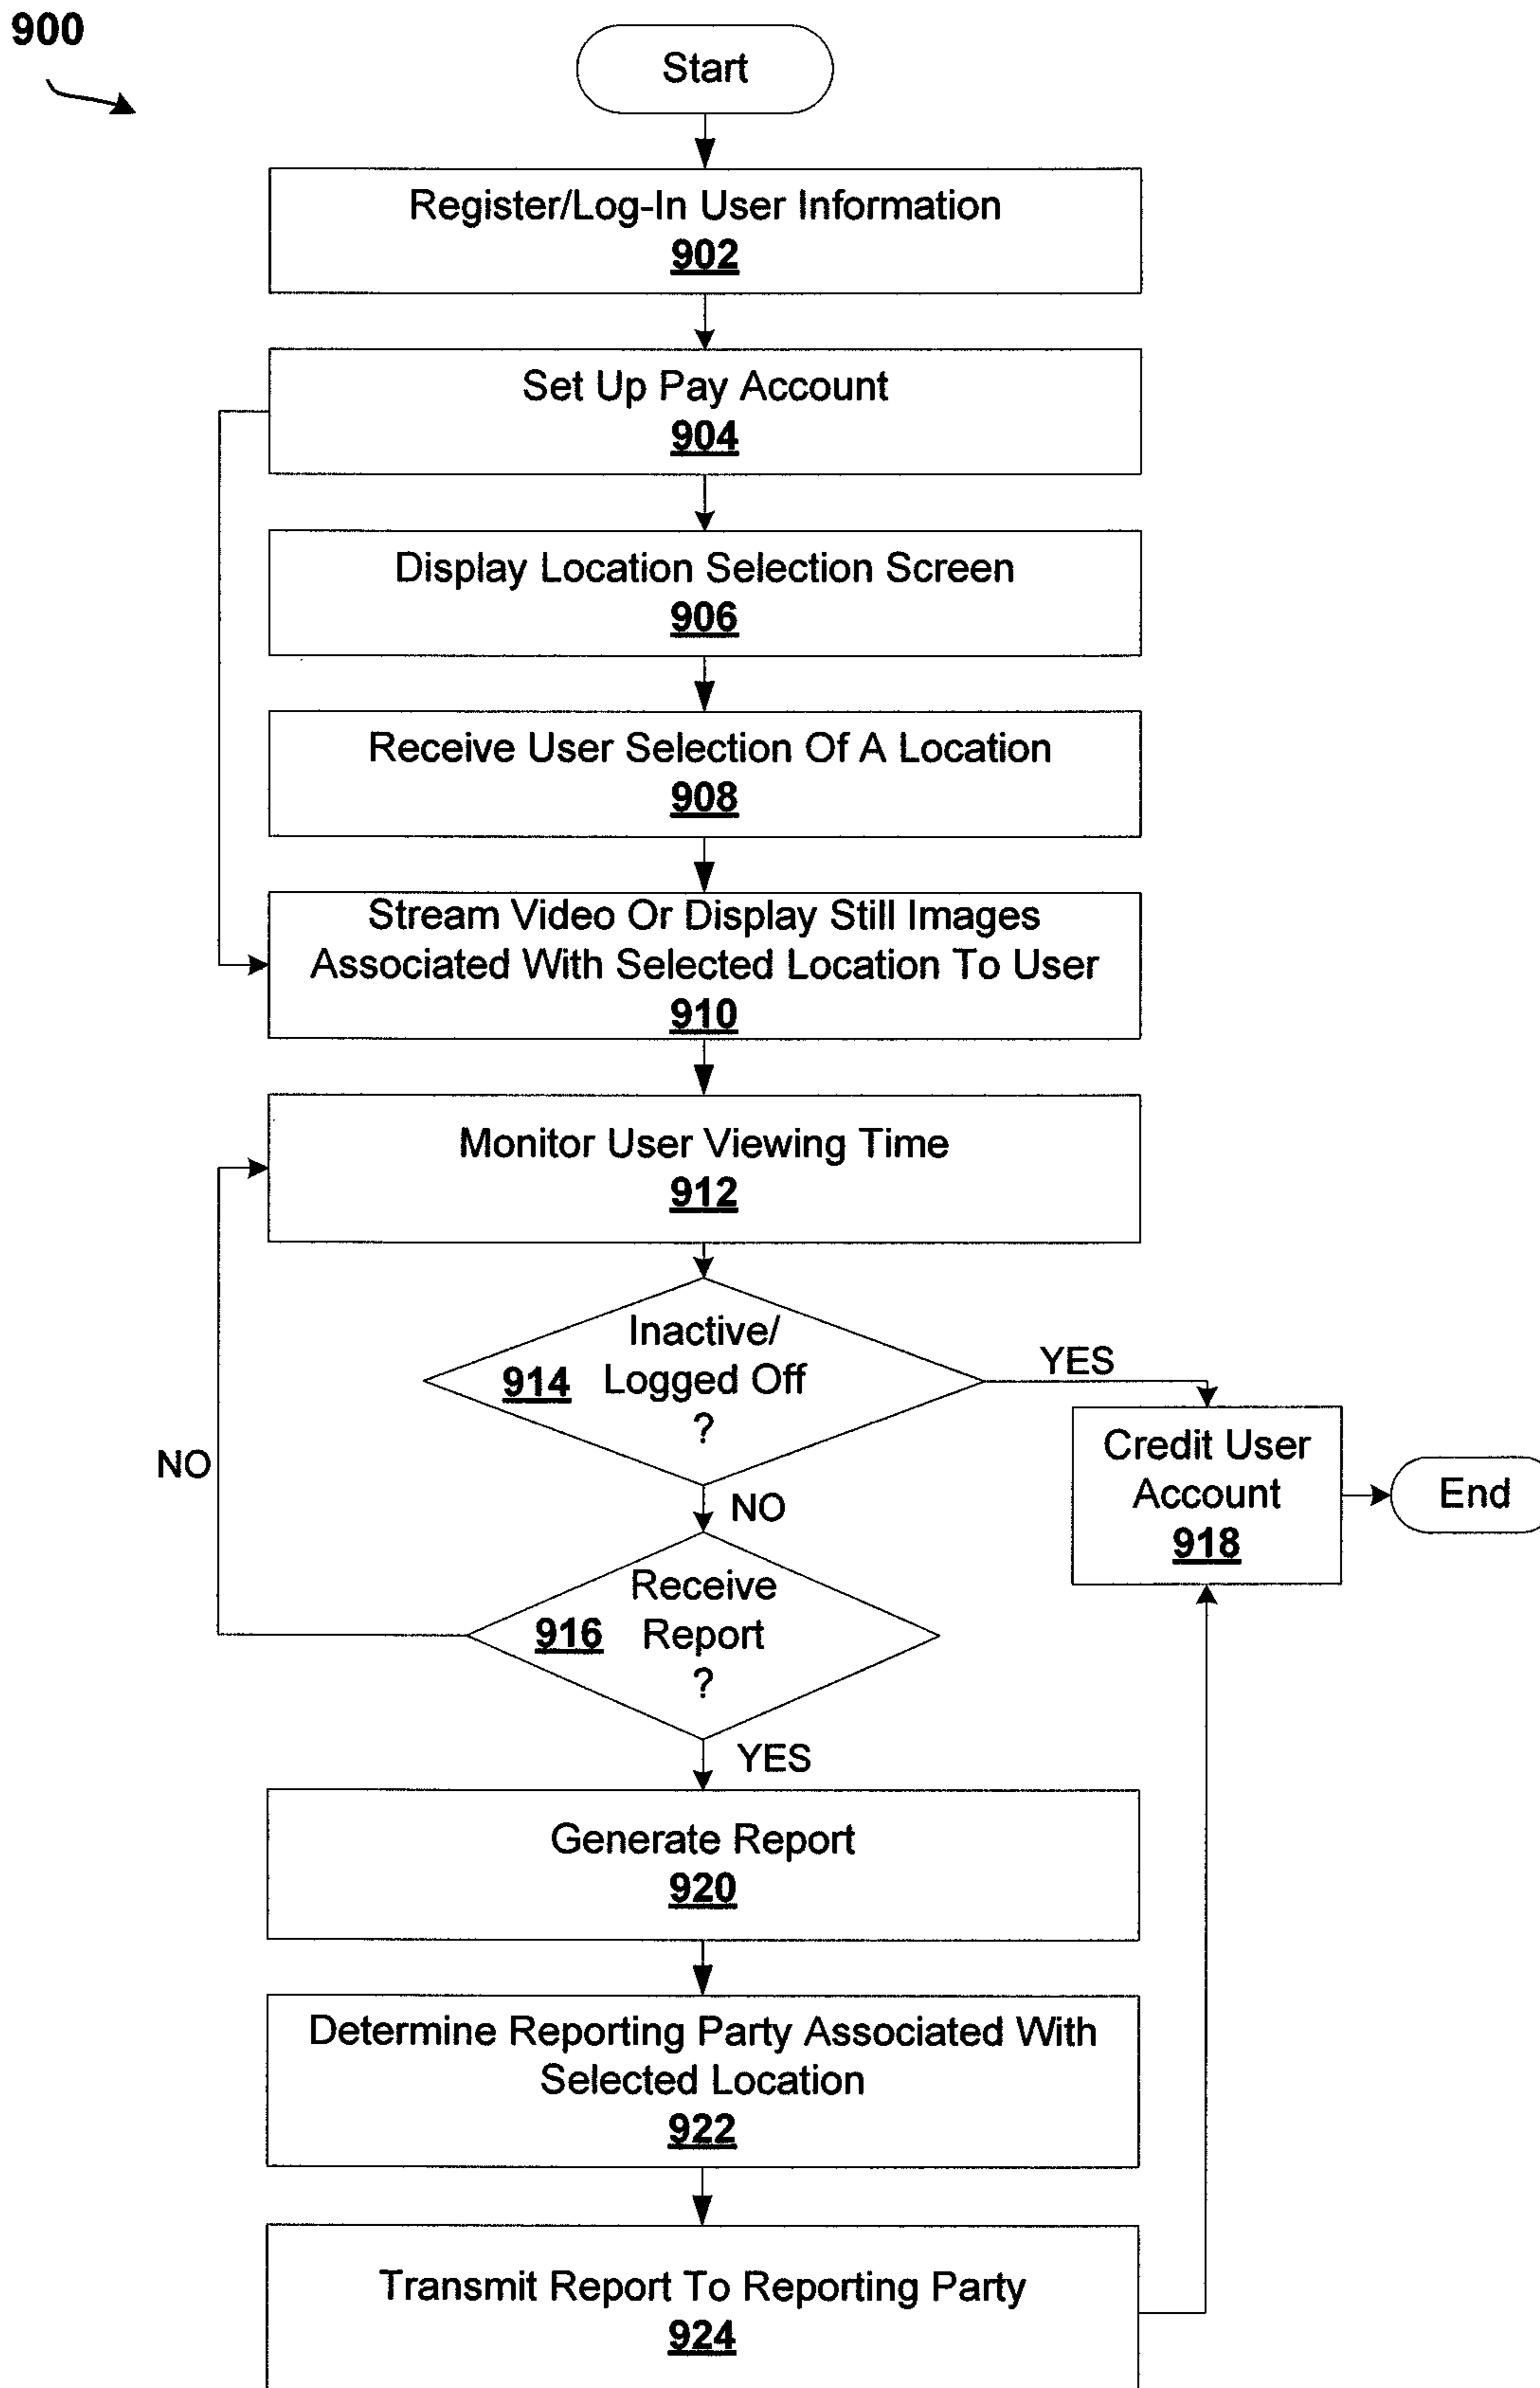 900
Start
Register/Log-In User Information
902
Set Up Pay Account
904
Display Location Selection Screen
906
Receive User Selection Of A Location
908
Stream Video Or Display Still Images
Associated With Selected Location To User
910
Monitor User Viewing Time
912
Inactive/
914 Logged Off
?
YES
NO
Credit User
Account
918
End
NO
Receive
916 Report
?
YES
Generate Report
920
Determine Reporting Party Associated With
Selected Location
922
Transmit Report To Reporting Party
924